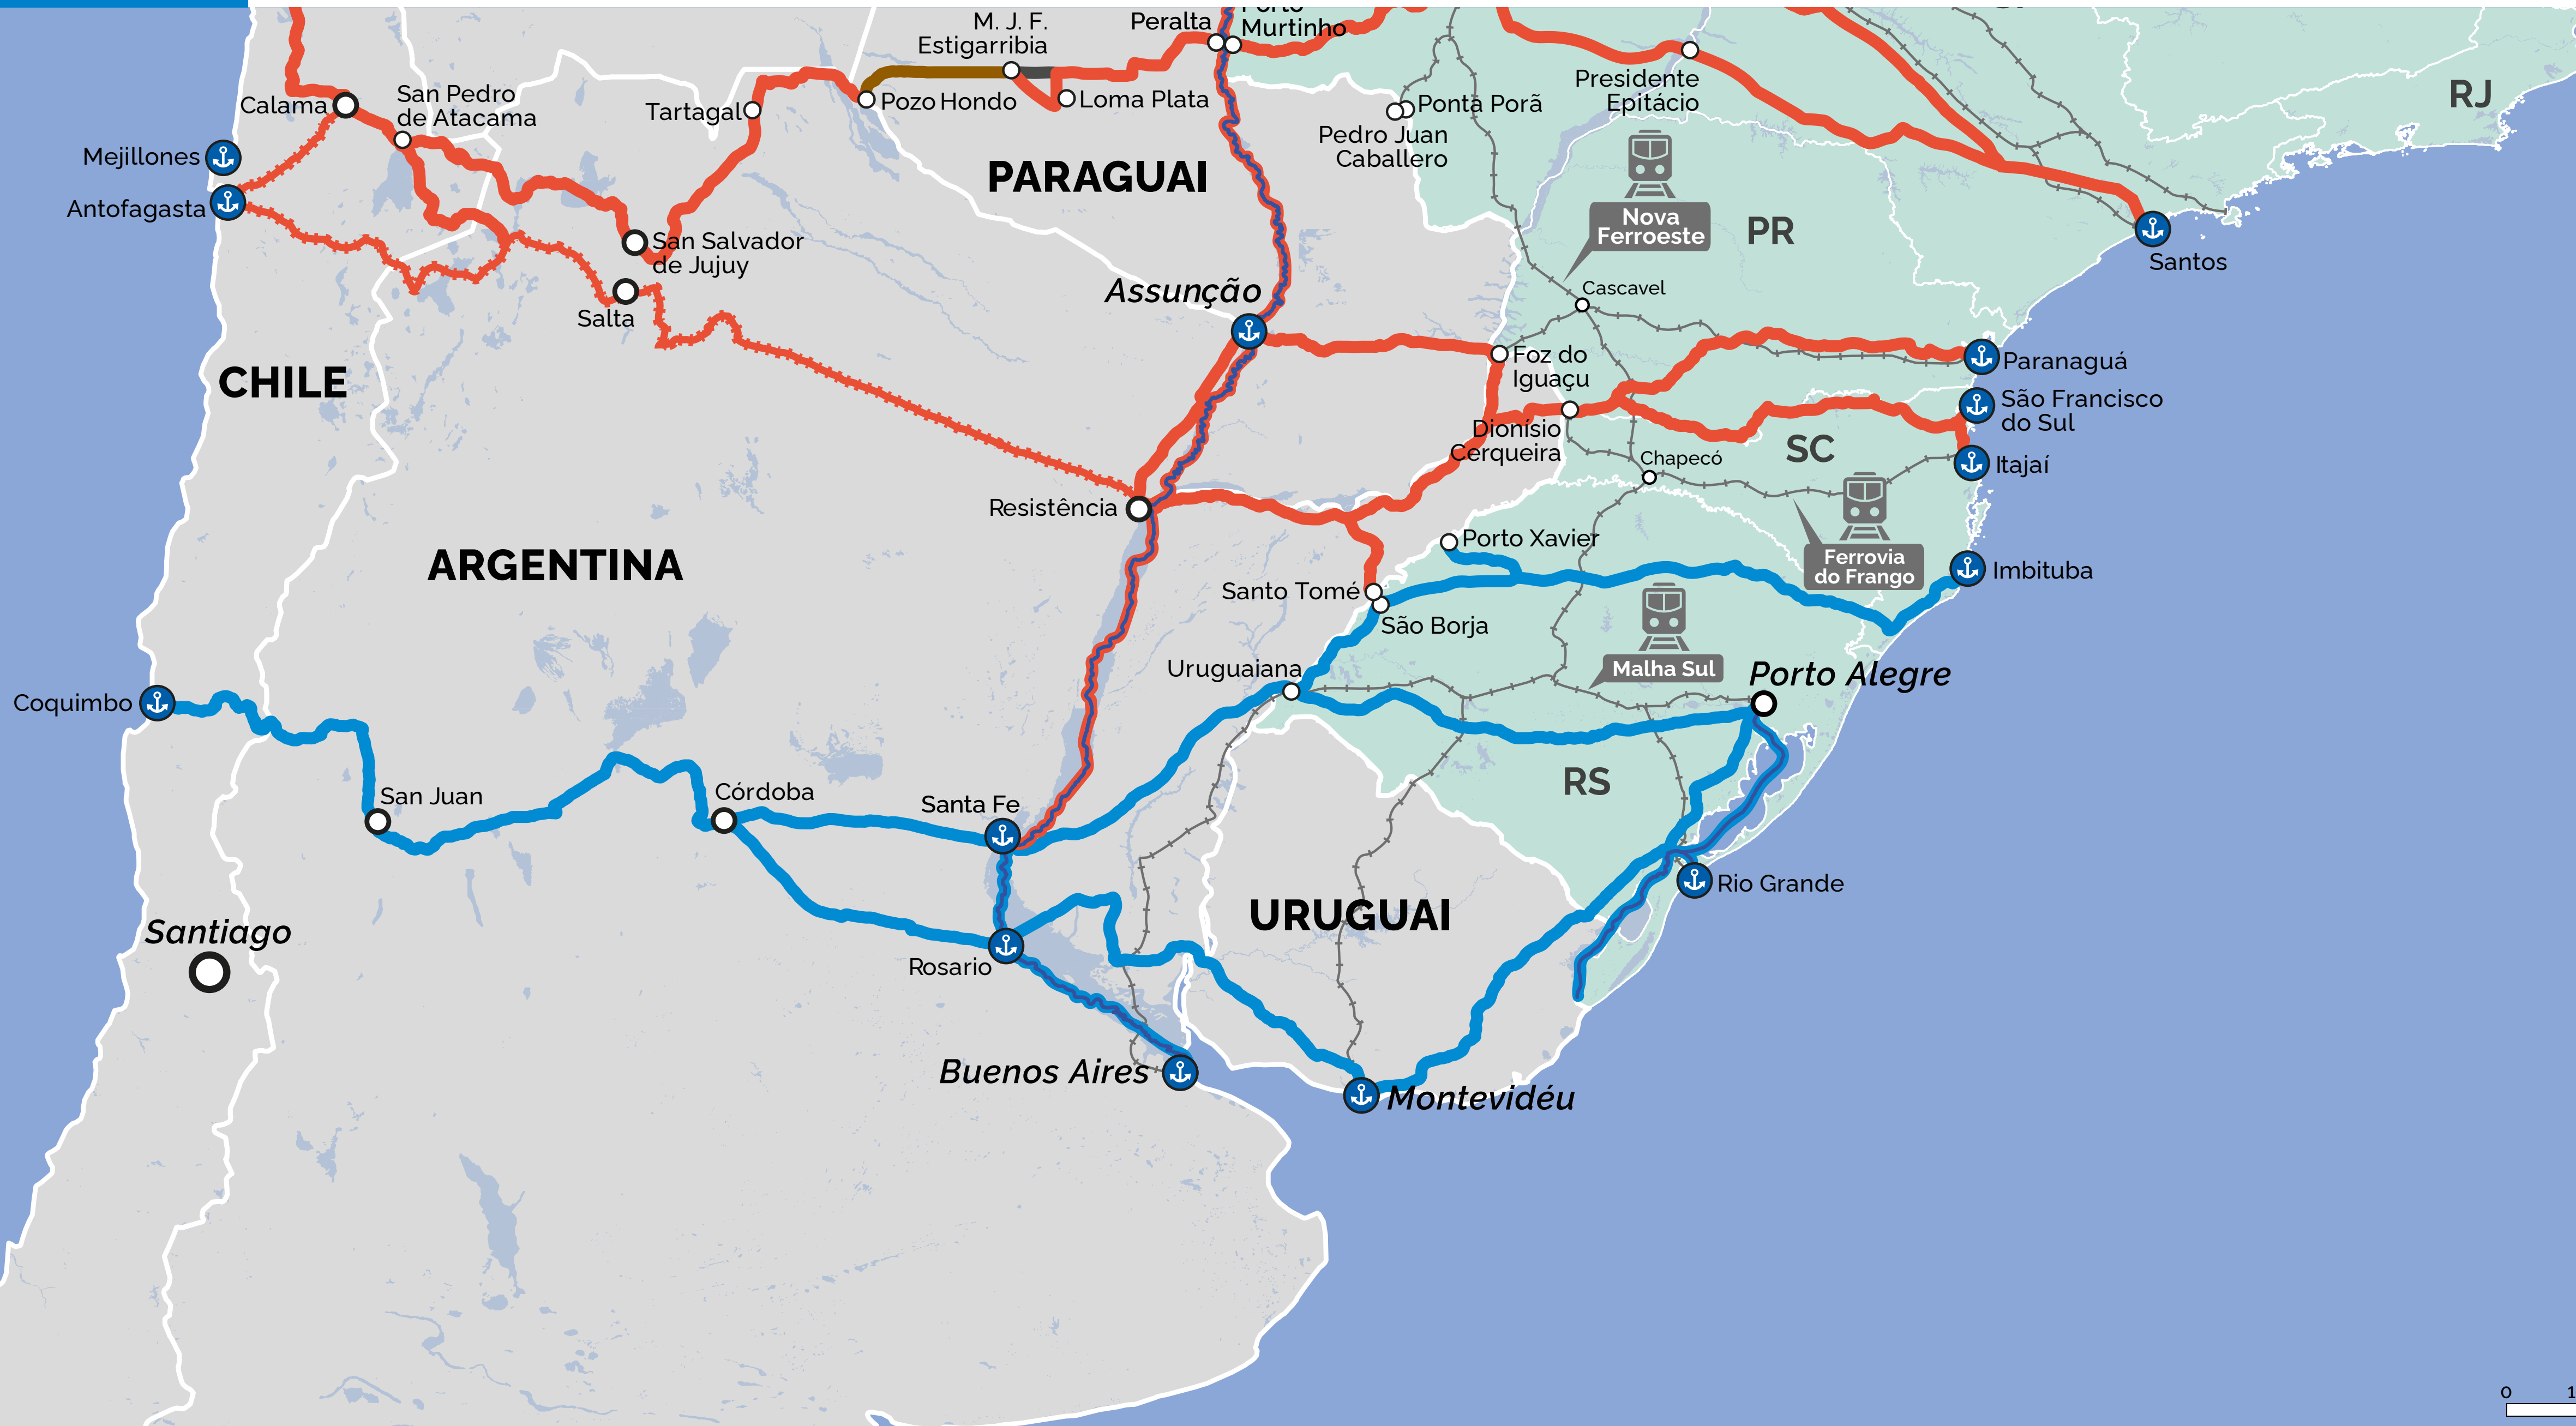 M. J. F.
Estigarribia
Peralta
Porto
Murtinho
Presidente
Epitácio
RJ
Calama
San Pedro
de Atacama
Tartagal
Pozo Hondo
Loma Plata
Ponta Porã
Pedro Juan
Caballero
Mejillones
Antofagasta
PARAGUAI
Nova
Ferroeste
PR
San Salvador
de Jujuy
Salta
Assunção
Cascavel
Santos
CHILE
Foz do
Iguaçu
Paranaguá
São Francisco
do Sul
Dionísio
Cerqueira
SC
Chapecó
Itajaí
Resistência
ARGENTINA
Porto Xavier
Ferrovia
do Frango
Imbituba
Santo Tomé
São Borja
Uruguaiana
Malha Sul
Porto Alegre
Coquimbo
San Juan
Córdoba
Santa Fe
RS
Rio Grande
URUGUAI
Santiago
Rosario
Buenos Aires
Montevidéu
0